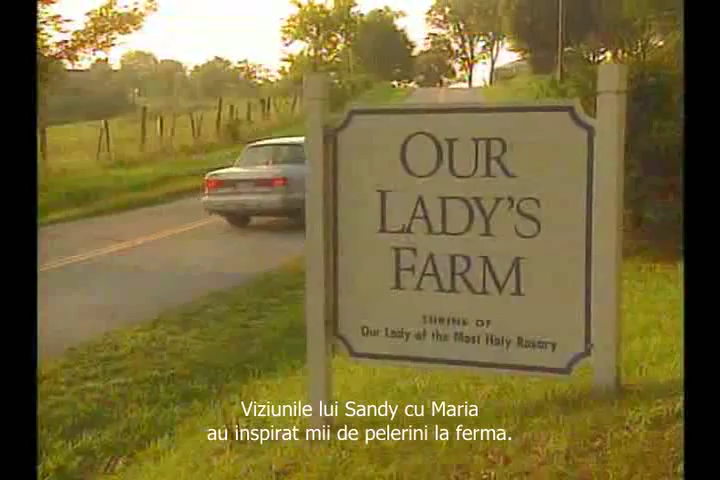 OUR
LADY'S
FARM
SHRINE OF
Our Lady of the Most Holy Rosary
Viziunile lui Sandy cu Maria
au inspirat mii de pelerini la ferma.